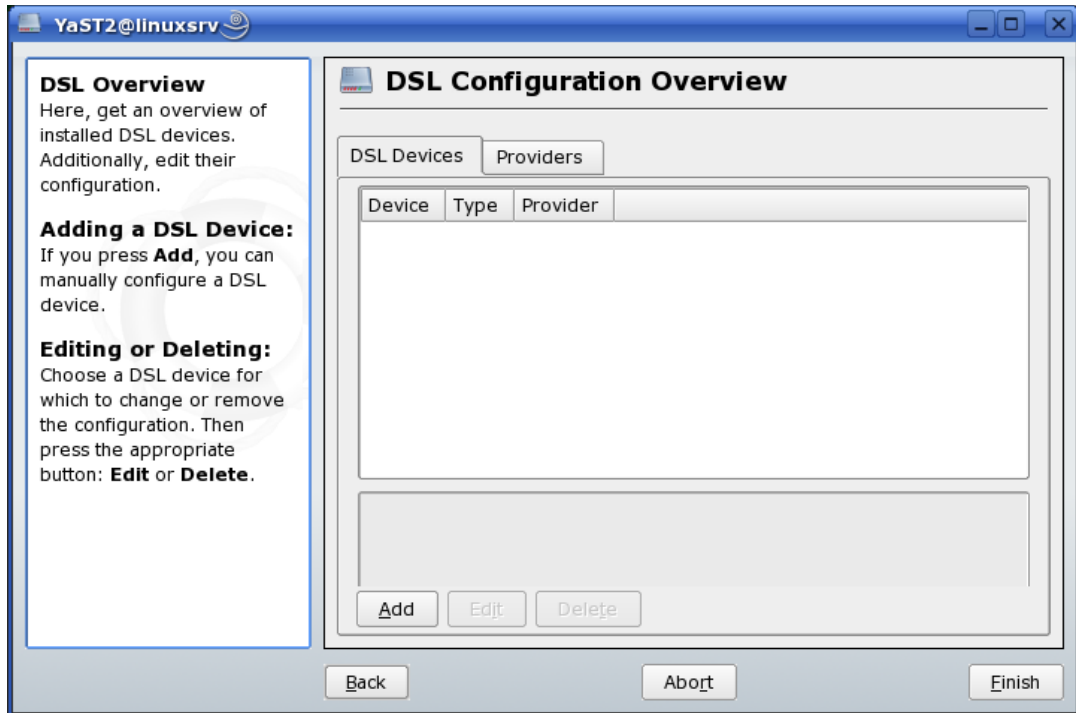 YaST2@linuxsrv
DSL Overview
Here, get an overview of
installed DSL devices.
Additionally, edit their
configuration.
Adding a DSL Device:
If you press Add, you can
manually configure a DSL
device.
Editing or Deleting:
Choose a DSL device for
which to change or remove
the configuration. Then
press the appropriate
button: Edit or Delete.
DSL Configuration Overview
DSL Devices Providers
Device Type Provider
Add Edit Delete
Back Abort Finish